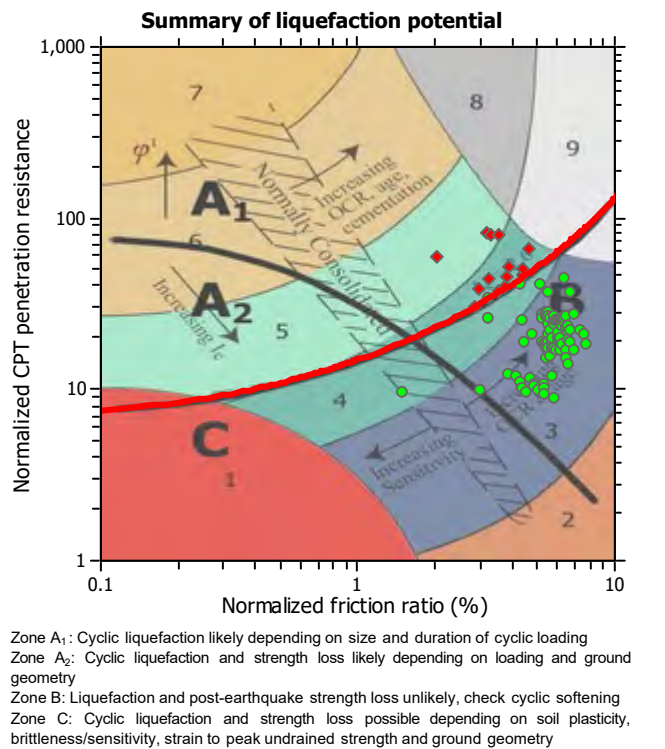 Summary of liquefaction potential
1,000
7
8
9
φ'
Increasing
OCR, age,
cementation
Normally Consolidated
A1
100
6
A2
Increasing Ic
B
5
10
4
3
C
Increasing
Sensitivity
1
2
1
0.1
1
10
Normalized CPT penetration resistance
Normalized friction ratio (%)
Zone A1: Cyclic liquefaction likely depending on size and duration of cyclic loading
Zone A2: Cyclic liquefaction and strength loss likely depending on loading and ground
geometry
Zone B: Liquefaction and post-earthquake strength loss unlikely, check cyclic softening
Zone C: Cyclic liquefaction and strength loss possible depending on soil plasticity,
brittleness/sensitivity, strain to peak undrained strength and ground geometry